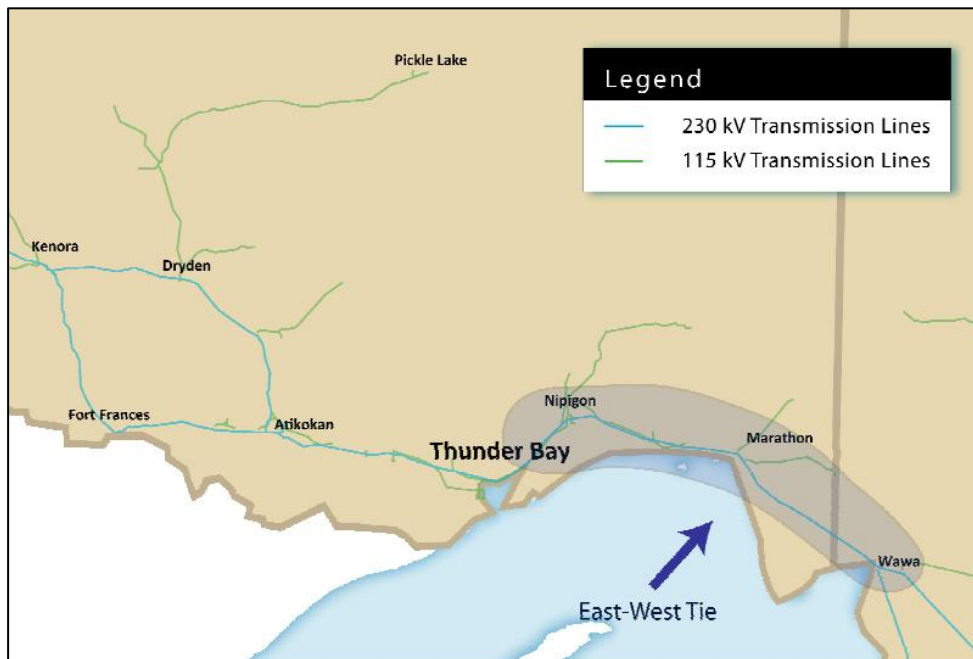 Pickle Lake
Legend
230 kV Transmission Lines
115 kV Transmission Lines
Kenora
Dryden
Nipigon
Fort Frances
Atikokan
Thunder Bay
Marathon
Wawa
East-West Tie